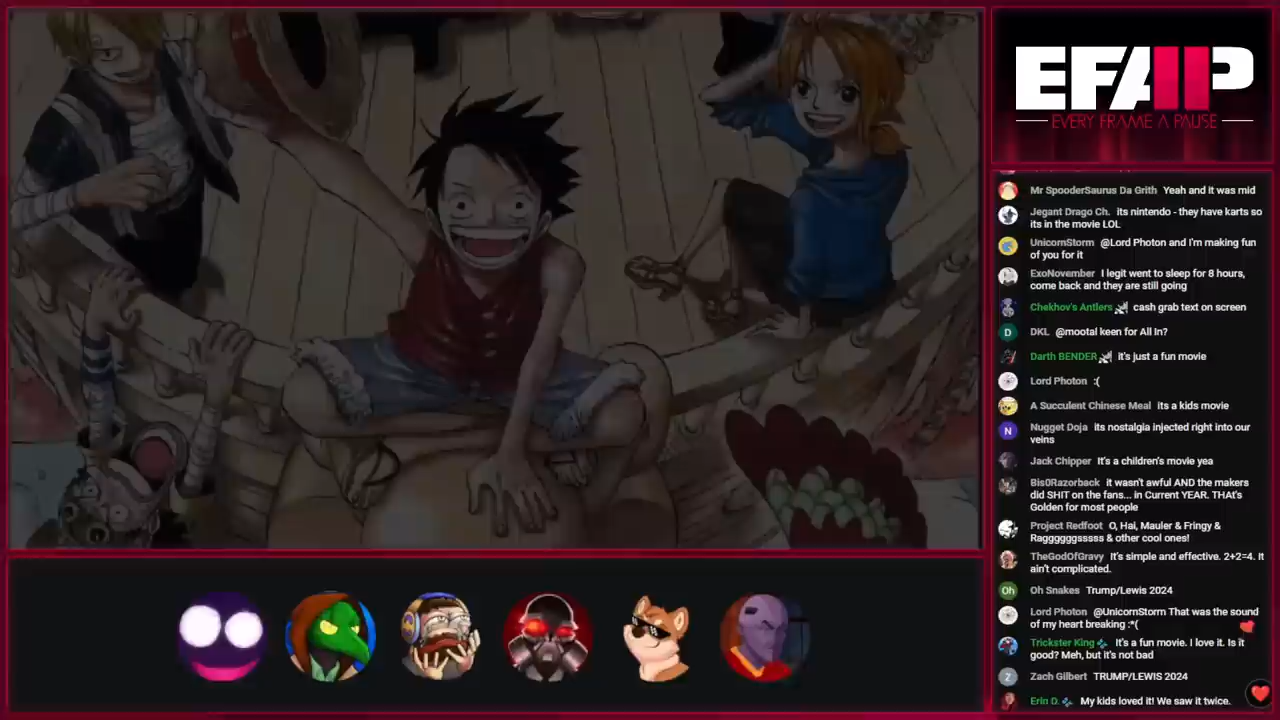 EFAP
EVERY FRAME A PAUSE
Mr SpooderSaurus Da Grith Yeah and it was mid
Jegant Drago Ch. its nintendo - they have karts so
its in the movie LOL
UnicornStorm @Lord Photon and I'm making fun
of you for it
ExoNovember I legit went to sleep for 8 hours,
come back and they are still going
Chekhov's Antlers cash grab text on screen
D DKL @mootal keen for All In?
Darth BENDER it's just a fun movie
Lord Photon :(
A Succulent Chinese Meal its a kids movie
N Nugget Doja its nostalgia injected right into our
veins
Jack Chipper It's a children's movie yea
Bis0Razorback it wasn't awful AND the makers
did SHIT on the fans... in Current YEAR. THAt's
Golden for most people
Project Redfoot O, Hai, Mauler & Fringy &
Raggggggsssss & other cool ones!
TheGodOfGravy It's simple and effective. 2+2=4. It
ain't complicated.
Oh Oh Snakes Trump/Lewis 2024
Lord Photon @UnicornStorm That was the sound
of my heart breaking :*(
Trickster King It's a fun movie. I love it. Is it
good? Meh, but it's not bad
Z Zach Gilbert TRUMP/LEWIS 2024
Erin D. My kids loved it! We saw it twice.